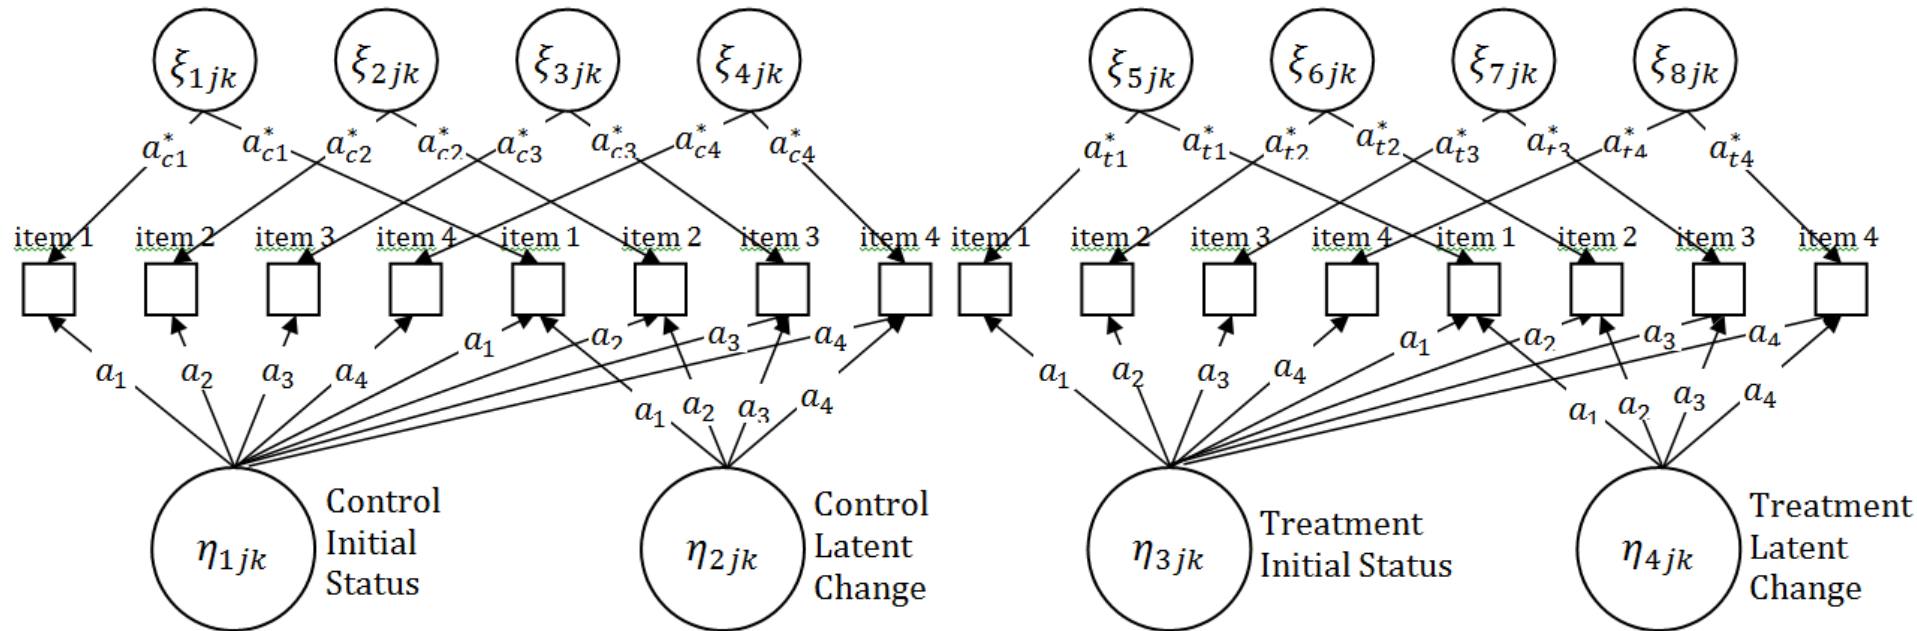 ξ1jk ξ2jk ξ3jk ξ4jk ξ5jk ξ6jk ξ7jk ξ8jk
a*c1 a*c1 a*c2 a*c2 a*c3 a*c3 a*c4 a*c4 a*t1 a*t1 a*t2 a*t2 a*t3 a*t3 a*t4 a*t4
item 1 item 2 item 3 item 4 item 1 item 2 item 3 item 4 item 1 item 2 item 3 item 4 item 1 item 2 item 3 item 4
a1 a2 a3 a4 a1 a2 a3 a4 a1 a2 a3 a4 a1 a2 a3 a4
a1 a2 a3 a4 a1 a2 a3 a4
η1jk
Control
Initial
Status
η2jk
Control
Latent
Change
η3jk
Treatment
Initial Status
η4jk
Treatment
Latent
Change